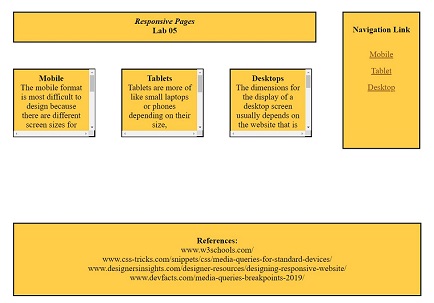 Responsive Pages
Lab 05
Navigation Link
Mobile
Tablet
Desktop
Mobile
The mobile format
is most difficult to
design because
there are different
screen sizes for
Tablets
Tablets are more of
like small laptops
or phones
depending on their
size,
Desktops
The dimensions for
the display of a
desktop screen
usually depends on
the website that is
References:
www.w3schools.com/
www.css-tricks.com/snippets/css/media-queries-for-standard-devices/
www.designersinsights.com/designer-resources/designing-responsive-website/
www.devfacts.com/media-queries-breakpoints-2019/